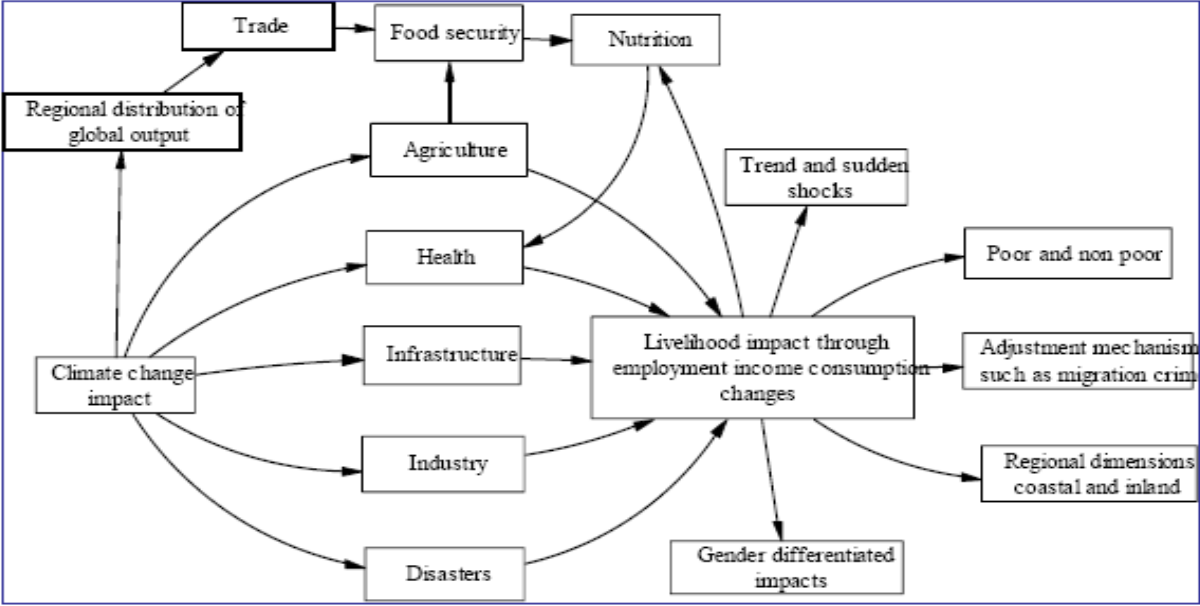 Trade
Food security
Nutrition
Regional distribution of
global output
Agriculture
Trend and sudden
shocks
Health
Poor and non poor
Climate change
impact
Infrastructure
Livelihood impact through
employment income consumption
changes
Adjustment mechanism
such as migration crim
Industry
Regional dimensions
coastal and inland
Disasters
Gender differentiated
impacts